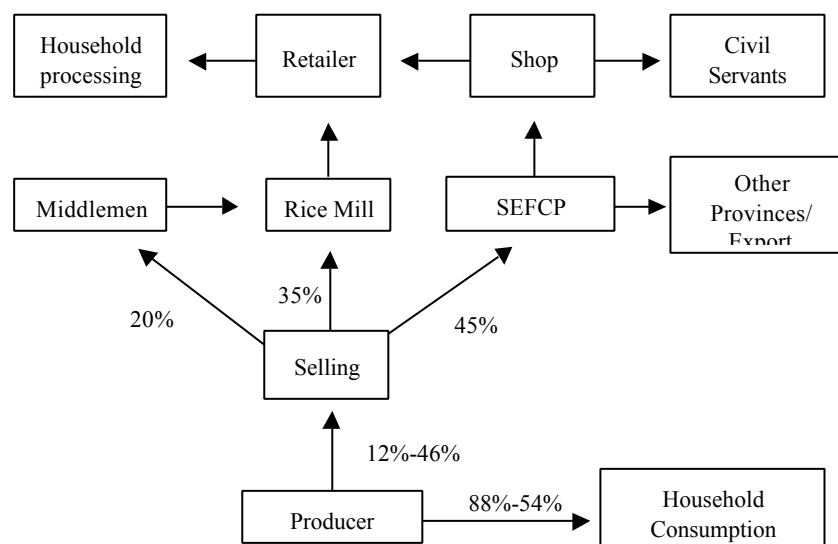 Household
processing
Retailer
Shop
Civil
Servants
Middlemen
Rice Mill
SEFCP
Other
Provinces/
Export
20%
35%
45%
Selling
12%-46%
88%-54%
Producer
Household
Consumption